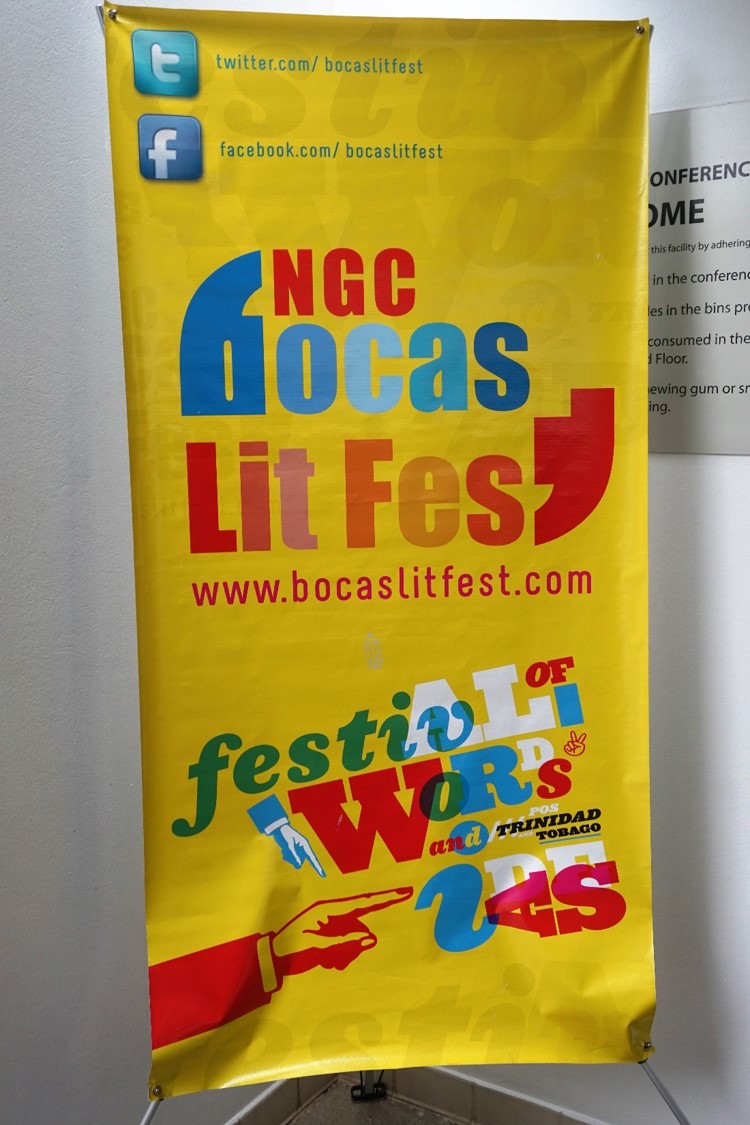 twitter.com/ bocaslitfest
facebook.com/ bocaslitfest
NGC
Bocas
Lit Fest
www.bocaslitfest.com
festivAL OF
WORDs
and POS
TRINIDAD
TOBAGO
iDEAS
ONFERENC
OME
this facility by adhering
in the conferenc
les in the bins pro
consumed in the
d Floor.
ewing gum or sm
ing.